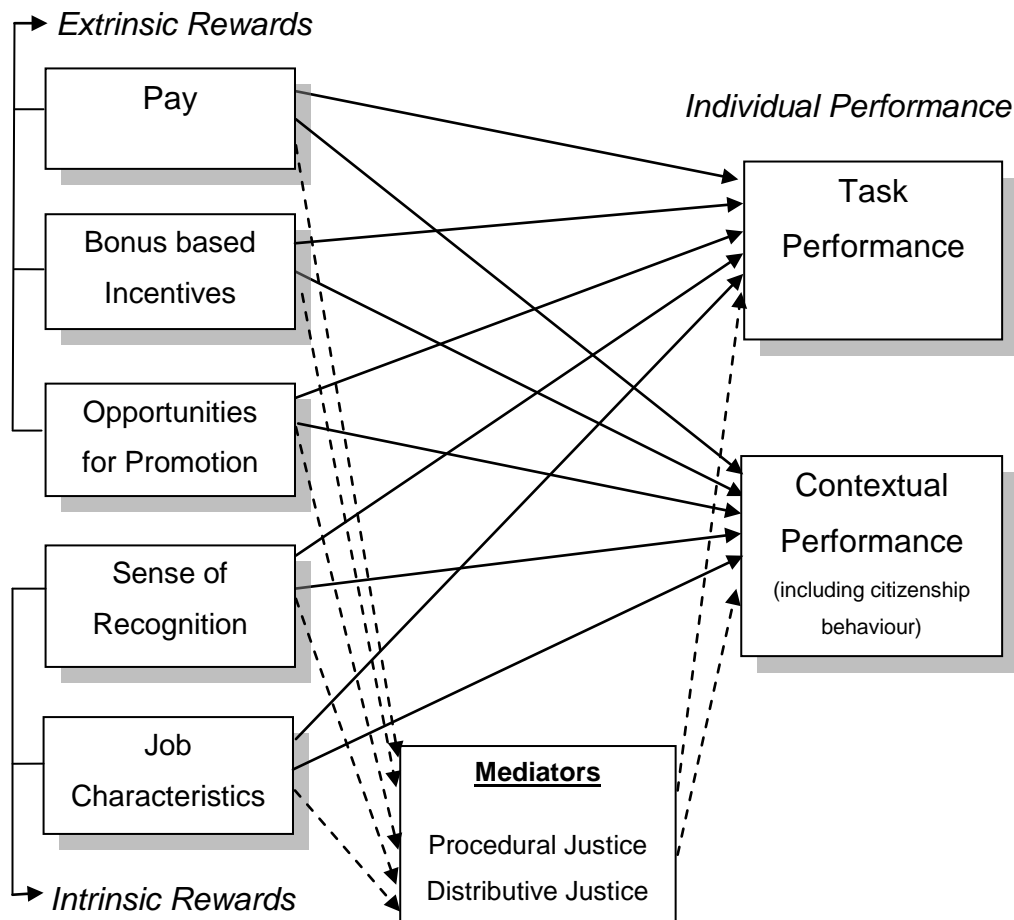 Extrinsic Rewards
Pay
Bonus based
Incentives
Opportunities
for Promotion
Sense of
Recognition
Job
Characteristics
Intrinsic Rewards
Mediators
Procedural Justice
Distributive Justice
Individual Performance
Task
Performance
Contextual
Performance
(including citizenship
behaviour)